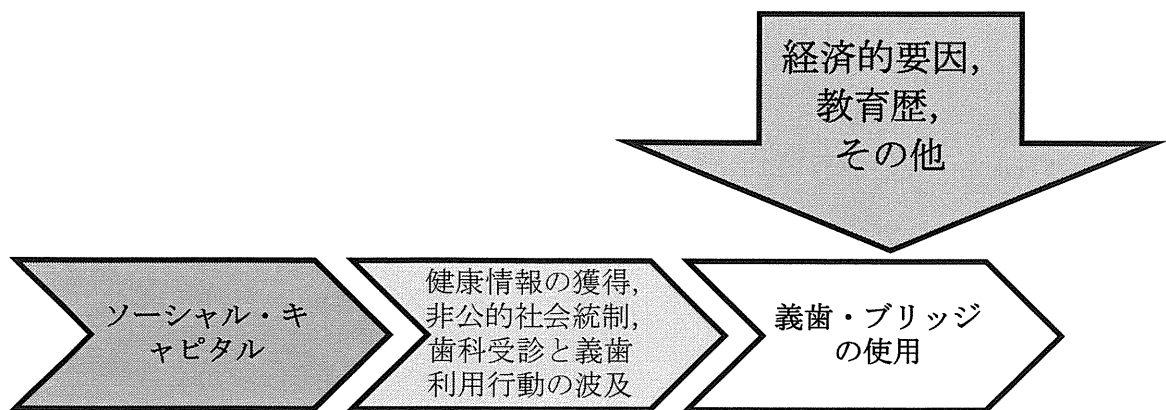 経済的要因,
教育歴,
その他
ソーシャル・キ
ャピタル
健康情報の獲得,
非公的社会統制,
歯科受診と義歯
利用行動の波及
義歯・ブリッジ
の使用